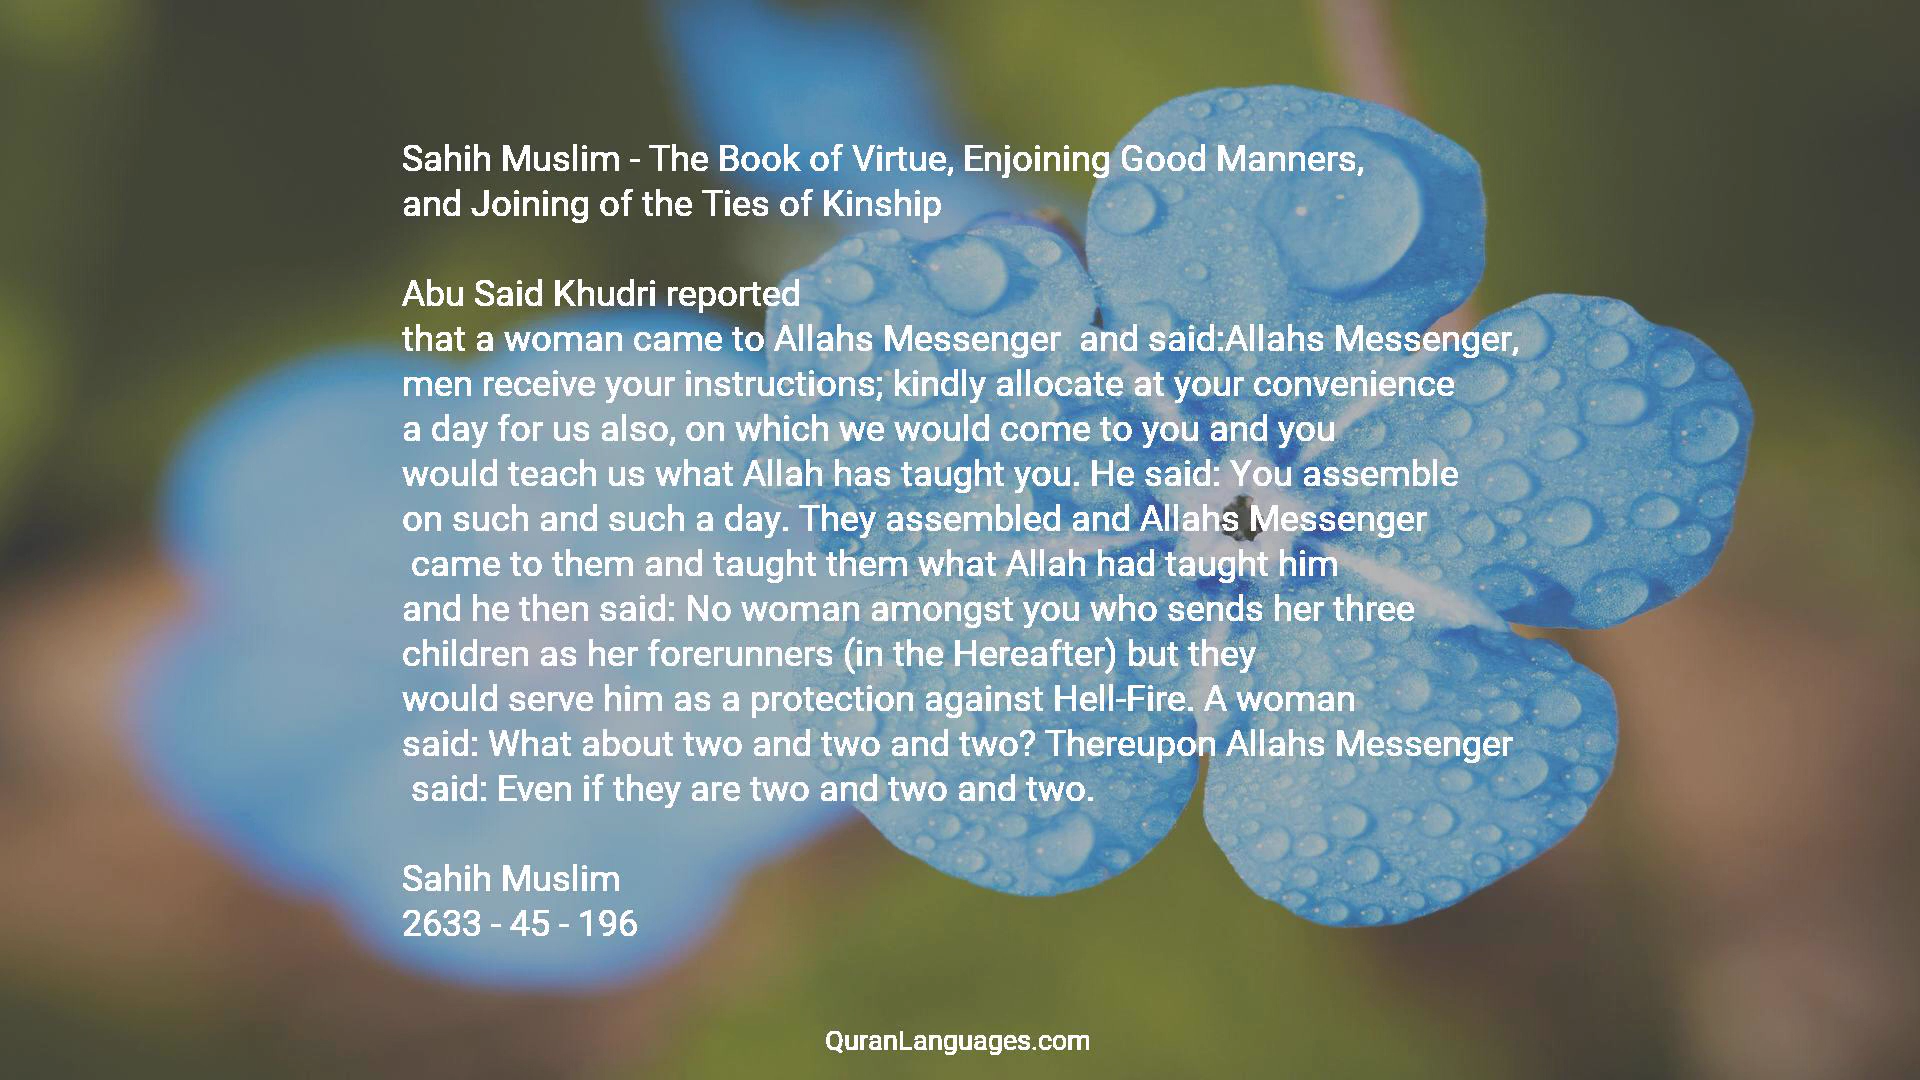 Sahih Muslim - The Book of Virtue, Enjoining Good Manners,
and Joining of the Ties of Kinship
Abu Said Khudri reported
that a woman came to Allahs Messenger  and said:Allahs Messenger,
men receive your instructions; kindly allocate at your convenience
a day for us also, on which we would come to you and you
would teach us what Allah has taught you. He said: You assemble
on such and such a day. They assembled and Allahs Messenger
came to them and taught them what Allah had taught him
and he then said: No woman amongst you who sends her three
children as her forerunners (in the Hereafter) but they
would serve him as a protection against Hell-Fire. A woman
said: What about two and two and two? Thereupon Allahs Messenger
said: Even if they are two and two and two.
Sahih Muslim
2633 - 45 - 196
QuranLanguages.com